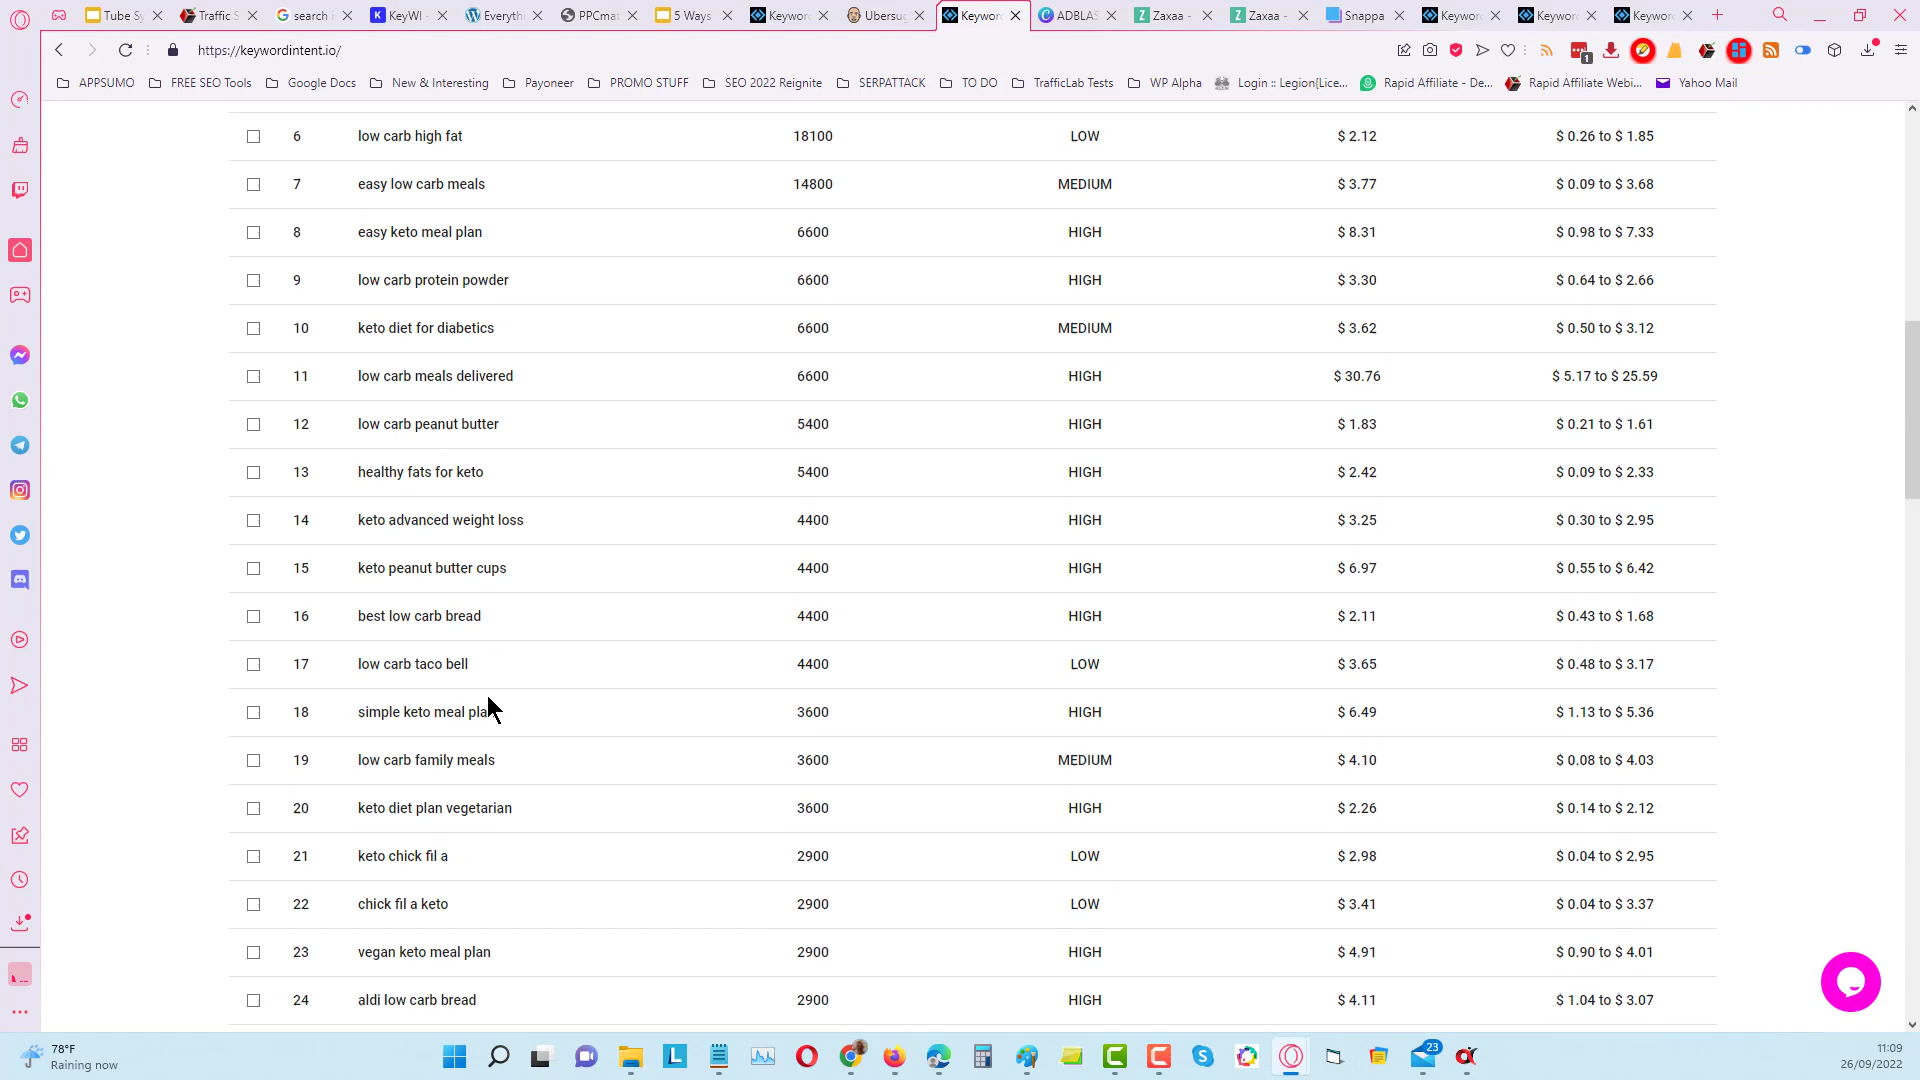 Tube Sy
Traffic S
search i
KeyWI -
Everythi
PPCmat
5 Ways
Keyword
Ubersug
Keyword
ADBLAS
Zaxaa -
Zaxaa -
Snappa
Keyword
Keyword
Keyword
https://keywordintent.io/
APPSUMO
FREE SEO Tools
Google Docs
New & Interesting
Payoneer
PROMO STUFF
SEO 2022 Reignite
SERPATTACK
TO DO
TrafficLab Tests
WP Alpha
Login :: Legion{Lice...
Rapid Affiliate - De...
Rapid Affiliate Webi...
Yahoo Mail
6 low carb high fat 18100 LOW $ 2.12 $ 0.26 to $ 1.85
7 easy low carb meals 14800 MEDIUM $ 3.77 $ 0.09 to $ 3.68
8 easy keto meal plan 6600 HIGH $ 8.31 $ 0.98 to $ 7.33
9 low carb protein powder 6600 HIGH $ 3.30 $ 0.64 to $ 2.66
10 keto diet for diabetics 6600 MEDIUM $ 3.62 $ 0.50 to $ 3.12
11 low carb meals delivered 6600 HIGH $ 30.76 $ 5.17 to $ 25.59
12 low carb peanut butter 5400 HIGH $ 1.83 $ 0.21 to $ 1.61
13 healthy fats for keto 5400 HIGH $ 2.42 $ 0.09 to $ 2.33
14 keto advanced weight loss 4400 HIGH $ 3.25 $ 0.30 to $ 2.95
15 keto peanut butter cups 4400 HIGH $ 6.97 $ 0.55 to $ 6.42
16 best low carb bread 4400 HIGH $ 2.11 $ 0.43 to $ 1.68
17 low carb taco bell 4400 LOW $ 3.65 $ 0.48 to $ 3.17
18 simple keto meal plan 3600 HIGH $ 6.49 $ 1.13 to $ 5.36
19 low carb family meals 3600 MEDIUM $ 4.10 $ 0.08 to $ 4.03
20 keto diet plan vegetarian 3600 HIGH $ 2.26 $ 0.14 to $ 2.12
21 keto chick fil a 2900 LOW $ 2.98 $ 0.04 to $ 2.95
22 chick fil a keto 2900 LOW $ 3.41 $ 0.04 to $ 3.37
23 vegan keto meal plan 2900 HIGH $ 4.91 $ 0.90 to $ 4.01
24 aldi low carb bread 2900 HIGH $ 4.11 $ 1.04 to $ 3.07
78°F
Raining now
23
11:09
26/09/2022